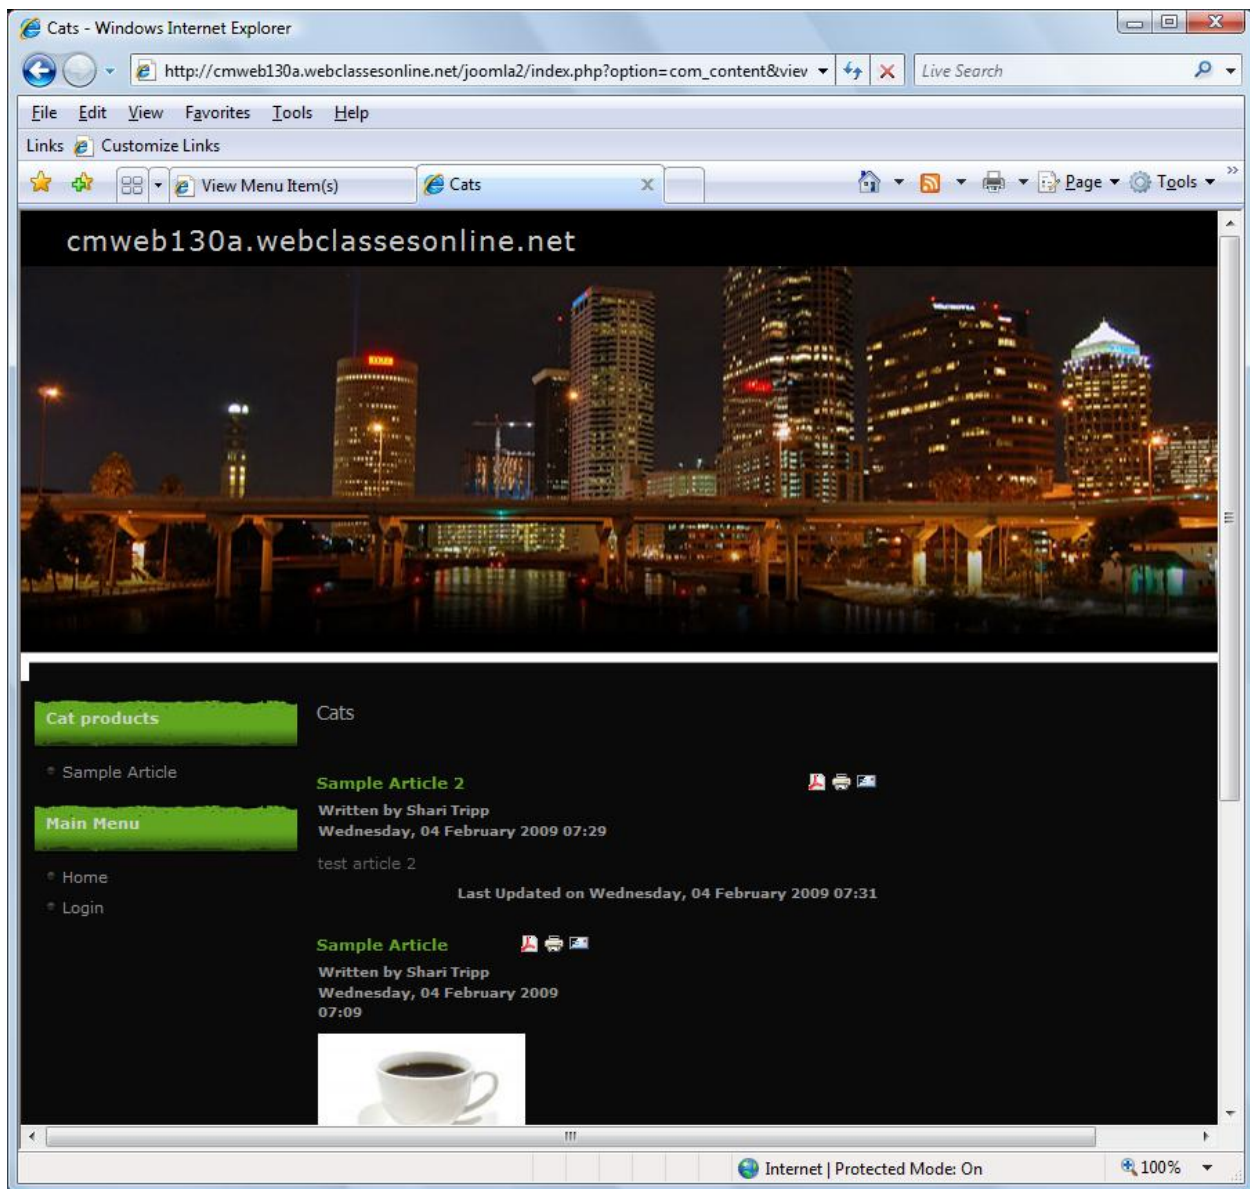 Cats - Windows Internet Explorer
http://cmweb130a.webclassesonline.net/joomla2/index.php?option=com_content&view
Live Search
File Edit View Favorites Tools Help
Links Customize Links
View Menu Item(s)
Cats
Page
Tools
cmweb130a.webclassesonline.net
Cat products
Sample Article
Main Menu
Home
Login
Cats
Sample Article 2
Written by Shari Tripp
Wednesday, 04 February 2009 07:29
test article 2
Last Updated on Wednesday, 04 February 2009 07:31
Sample Article
Written by Shari Tripp
Wednesday, 04 February 2009
07:09
Internet | Protected Mode: On
100%